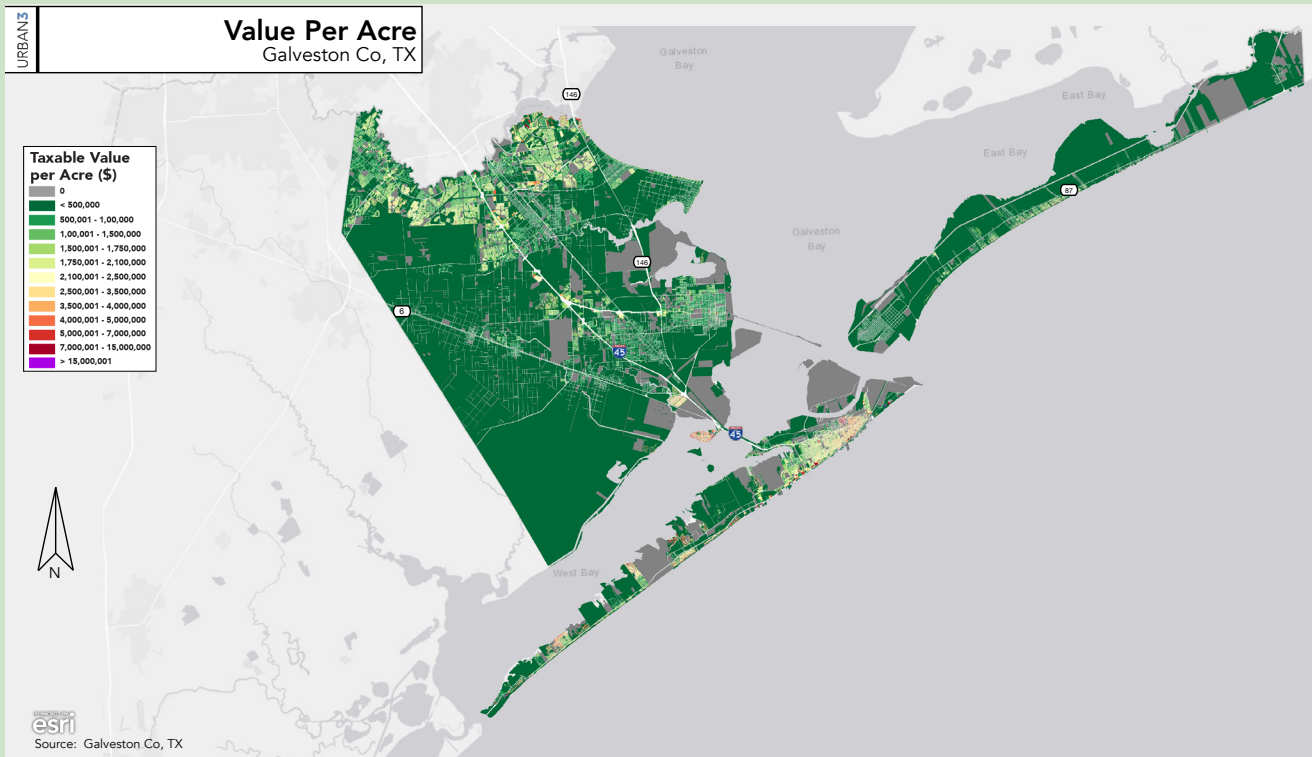 URBAN3
Value Per Acre
Galveston Co, TX
Galveston
Bay
146
East Bay
East Bay
87
Taxable Value
per Acre ($)
0
< 500,000
500,001 - 1,00,000
1,00,001 - 1,500,000
1,500,001 - 1,750,000
1,750,001 - 2,100,000
2,100,001 - 2,500,000
2,500,001 - 3,500,000
3,500,001 - 4,000,000
4,000,001 - 5,000,000
5,000,001 - 7,000,000
7,000,001 - 15,000,000
> 15,000,001
Galveston
Bay
146
6
45
45
N
West Bay
esri
Source: Galveston Co, TX